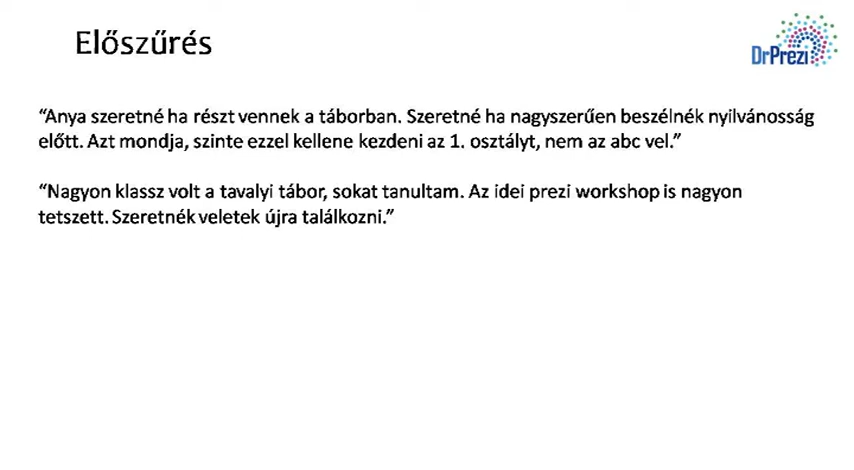 Előszűrés
DrPrezi
“Anya szeretné ha részt vennek a táborban. Szeretné ha nagyszerűen beszélnék nyilvánosság
előtt. Azt mondja, szinte ezzel kellene kezdeni az 1. osztályt, nem az abc vel.”
“Nagyon klassz volt a tavalyi tábor, sokat tanultam. Az idei prezi workshop is nagyon
tetszett. Szeretnék veletek újra találkozni.”